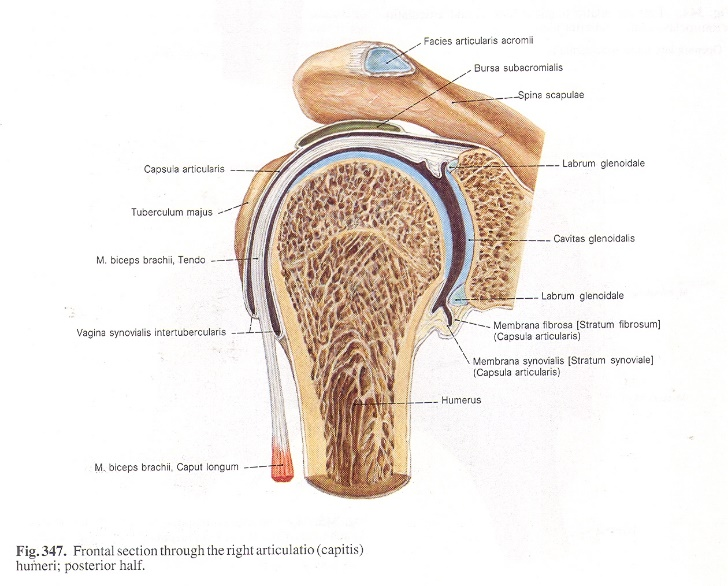 Facies articularis acromii
Bursa subacromialis
Spina scapulae
Capsula articularis
Labrum glenoidale
Tuberculum majus
Cavitas glenoidalis
M. biceps brachii, Tendo
Labrum glenoidale
Vagina synovialis intertubercularis
Membrana fibrosa [Stratum fibrosum]
(Capsula articularis)
Membrana synovialis [Stratum synoviale]
(Capsula articularis)
Humerus
M. biceps brachii, Caput longum
Fig. 347. Frontal section through the right articulatio (capitis)
humeri; posterior half.